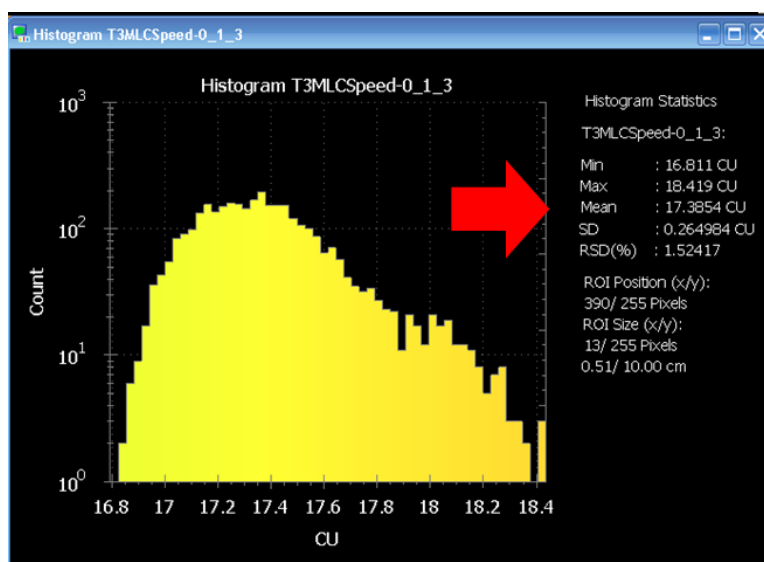 Histogram T3MLCSpeed-0_1_3
Histogram T3MLCSpeed-0_1_3
10^3
10^2
10^1
10^0
Count
16.8 17 17.2 17.4 17.6 17.8 18 18.2 18.4
CU
Histogram Statistics
T3MLCSpeed-0_1_3:
Min : 16.811 CU
Max : 18.419 CU
Mean : 17.3854 CU
SD : 0.264984 CU
RSD(%) : 1.52417
ROI Position (x/y):
390/ 255 Pixels
ROI Size (x/y):
13/ 255 Pixels
0.51/ 10.00 cm